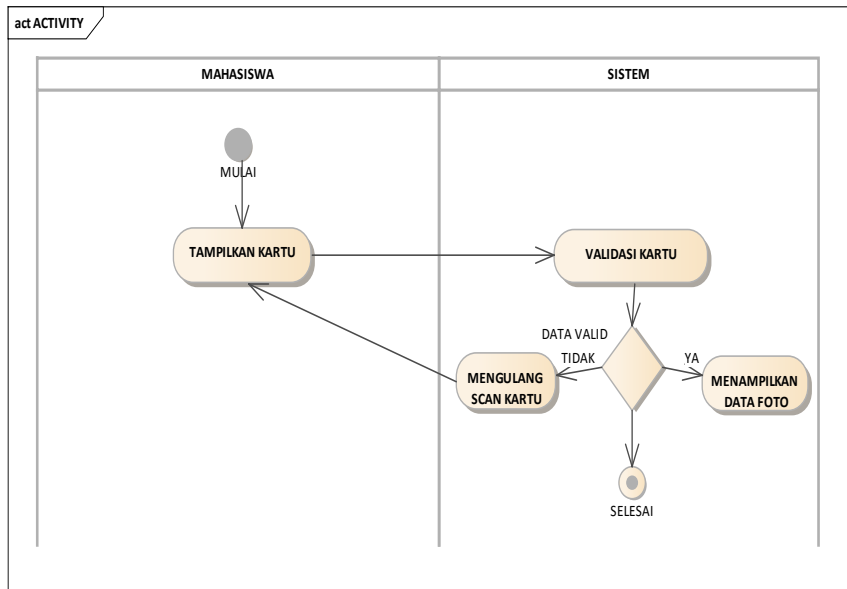 act ACTIVITY
MAHASISWA
SISTEM
MULAI
TAMPILKAN KARTU
VALIDASI KARTU
DATA VALID
TIDAK
YA
MENGULANG
SCAN KARTU
MENAMPILKAN
DATA FOTO
SELESAI